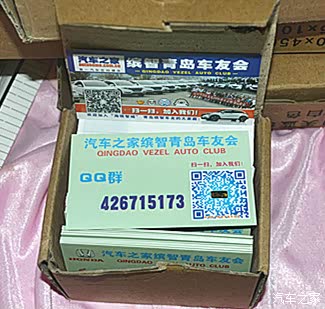 汽车之家 缤智青岛车友会
QINGDAO VEZEL AUTO CLUB
扫一扫，加入我们!
汽车之家缤智青岛车友会
QINGDAO VEZEL AUTO CLUB
扫一扫，加入我们!
QQ群
426715173
HONDA
汽车之家